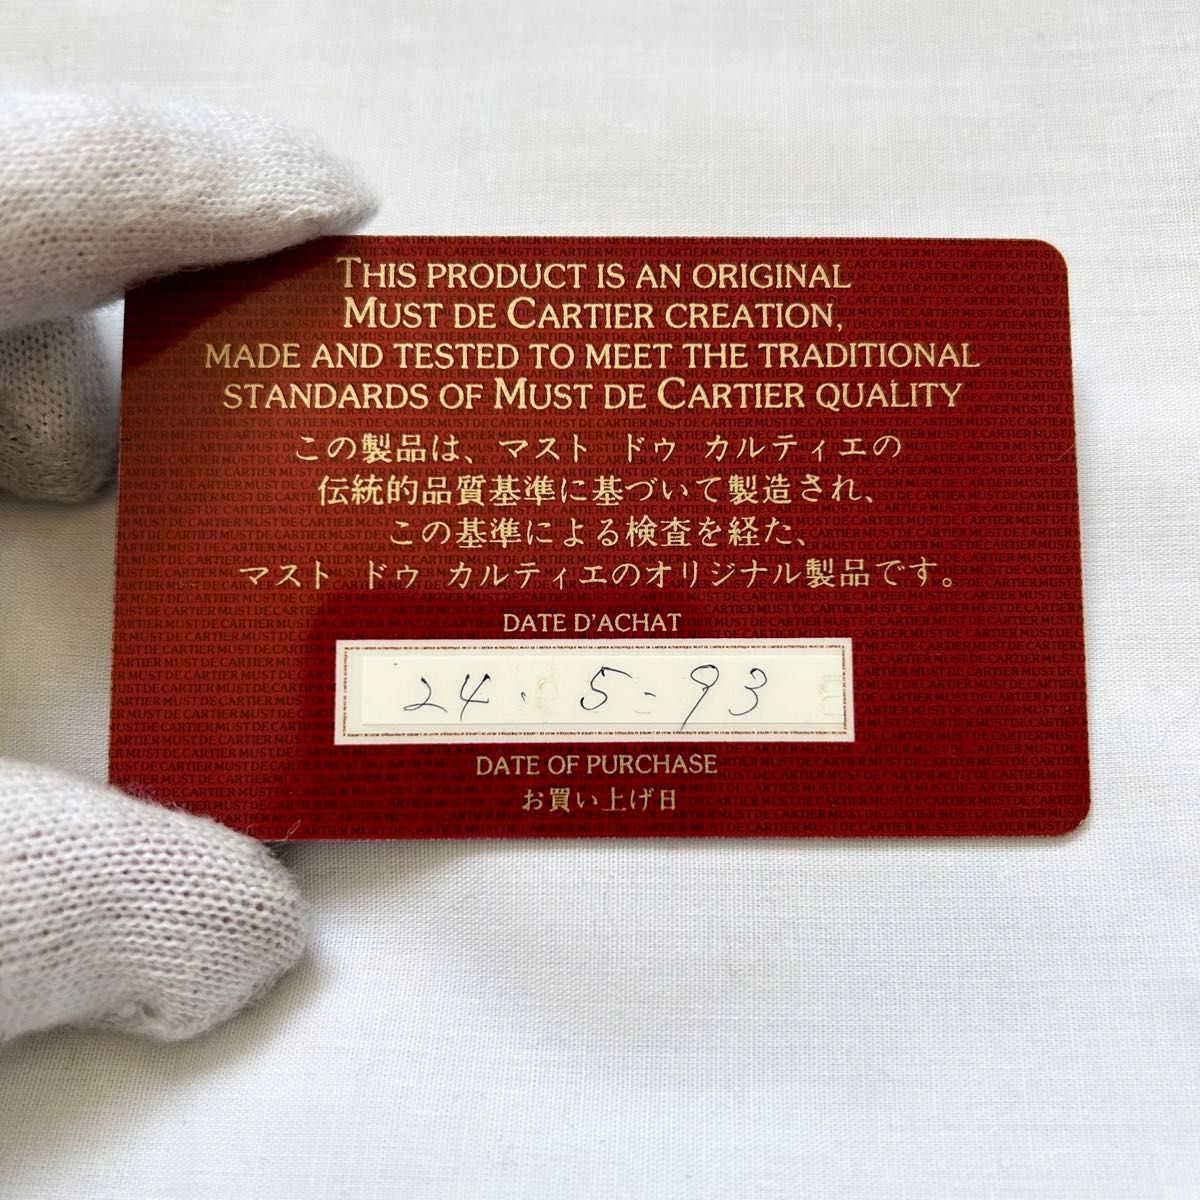 THIS PRODUCT IS AN ORIGINAL
MUST DE CARTIER CREATION,
MADE AND TESTED TO MEET THE TRADITIONAL
STANDARDS OF MUST DE CARTIER QUALITY
この製品は、マスト ドゥ カルティエの
伝統的品質基準に基づいて製造され、
この基準による検査を経た、
マスト ドゥ カルティエのオリジナル製品です。
DATE D'ACHAT
24. 5-93
DATE OF PURCHASE
お買い上げ日